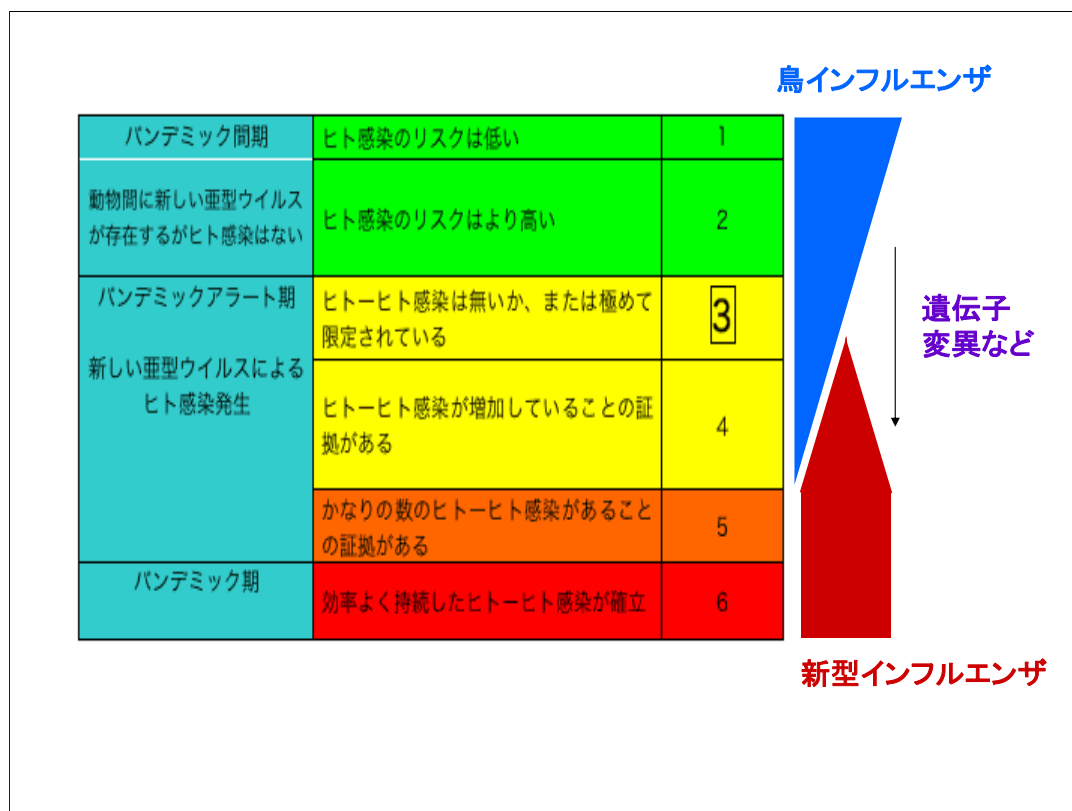 鳥インフルエンザ
パンデミック間期
ヒト感染のリスクは低い
1
動物間に新しい亜型ウイルス
が存在するがヒト感染はない
ヒト感染のリスクはより高い
2
パンデミックアラート期
新しい亜型ウイルスによる
ヒト感染発生
ヒトーヒト感染は無いか、または極めて
限定されている
3
ヒトーヒト感染が増加していることの証
拠がある
4
かなりの数のヒトーヒト感染があること
の証拠がある
5
パンデミック期
効率よく持続したヒトーヒト感染が確立
6
遺伝子
変異など
新型インフルエンザ